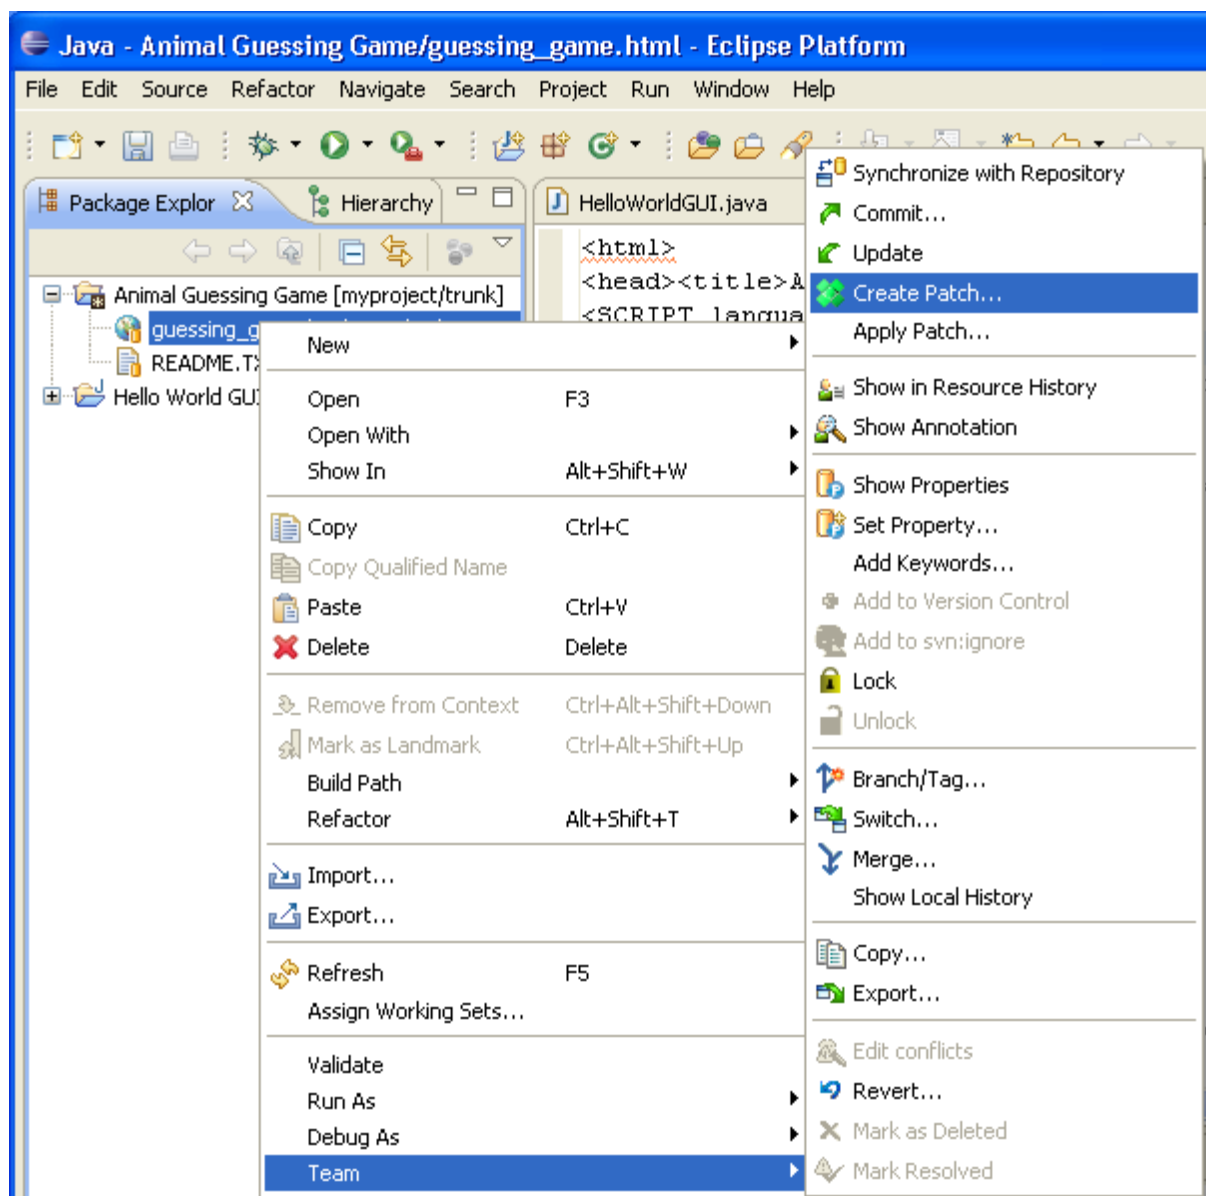 Java - Animal Guessing Game/guessing_game.html - Eclipse Platform
File Edit Source Refactor Navigate Search Project Run Window Help
Package Explor
Hierarchy
HelloWorldGUI.java
<html>
<head><title>A
<SCRIPT langua
Animal Guessing Game [myproject/trunk]
guessing_g
README.TX
Hello World GUI
New
Open F3
Open With
Show In Alt+Shift+W
Copy Ctrl+C
Copy Qualified Name
Paste Ctrl+V
Delete Delete
Remove from Context Ctrl+Alt+Shift+Down
Mark as Landmark Ctrl+Alt+Shift+Up
Build Path
Refactor Alt+Shift+T
Import...
Export...
Refresh F5
Assign Working Sets...
Validate
Run As
Debug As
Team
Synchronize with Repository
Commit...
Update
Create Patch...
Apply Patch...
Show in Resource History
Show Annotation
Show Properties
Set Property...
Add Keywords...
Add to Version Control
Add to svn:ignore
Lock
Unlock
Branch/Tag...
Switch...
Merge...
Show Local History
Copy...
Export...
Edit conflicts
Revert...
Mark as Deleted
Mark Resolved